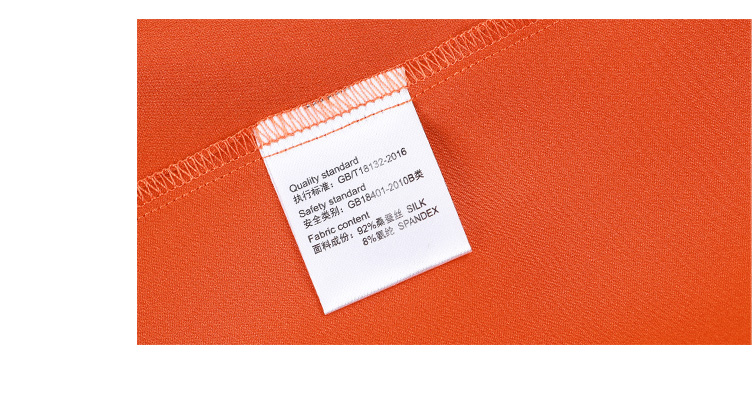 Quality standard
执行标准：GB/T18132-2016
Safety standard
安全类别：GB18401-2010B类
Fabric content
面料成份：92%桑蚕丝 SILK
8%氨纶 SPANDEX